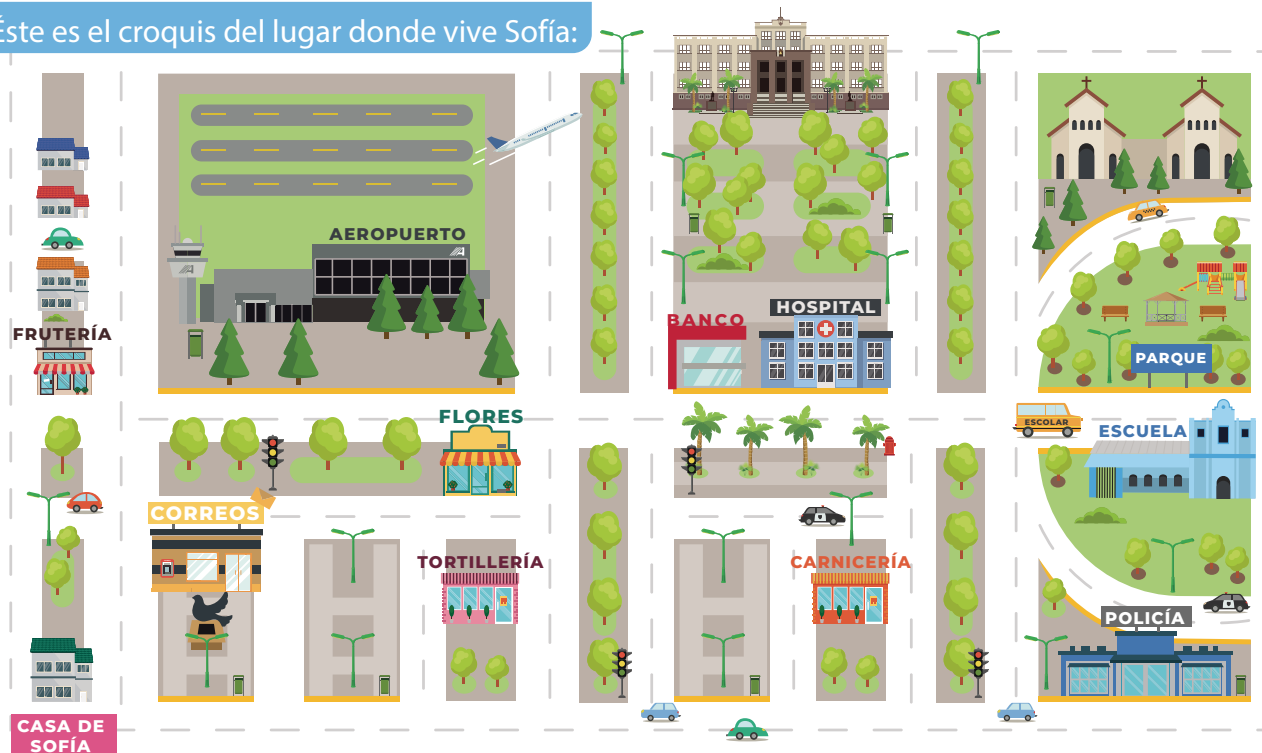 Éste es el croquis del lugar donde vive Sofía:
AEROPUERTO
HOSPITAL
BANCO
FRUTERÍA
PARQUE
FLORES
ESCOLAR
ESCUELA
CORREOS
TORTILLERÍA
CARNICERÍA
POLICÍA
CASA DE
SOFÍA